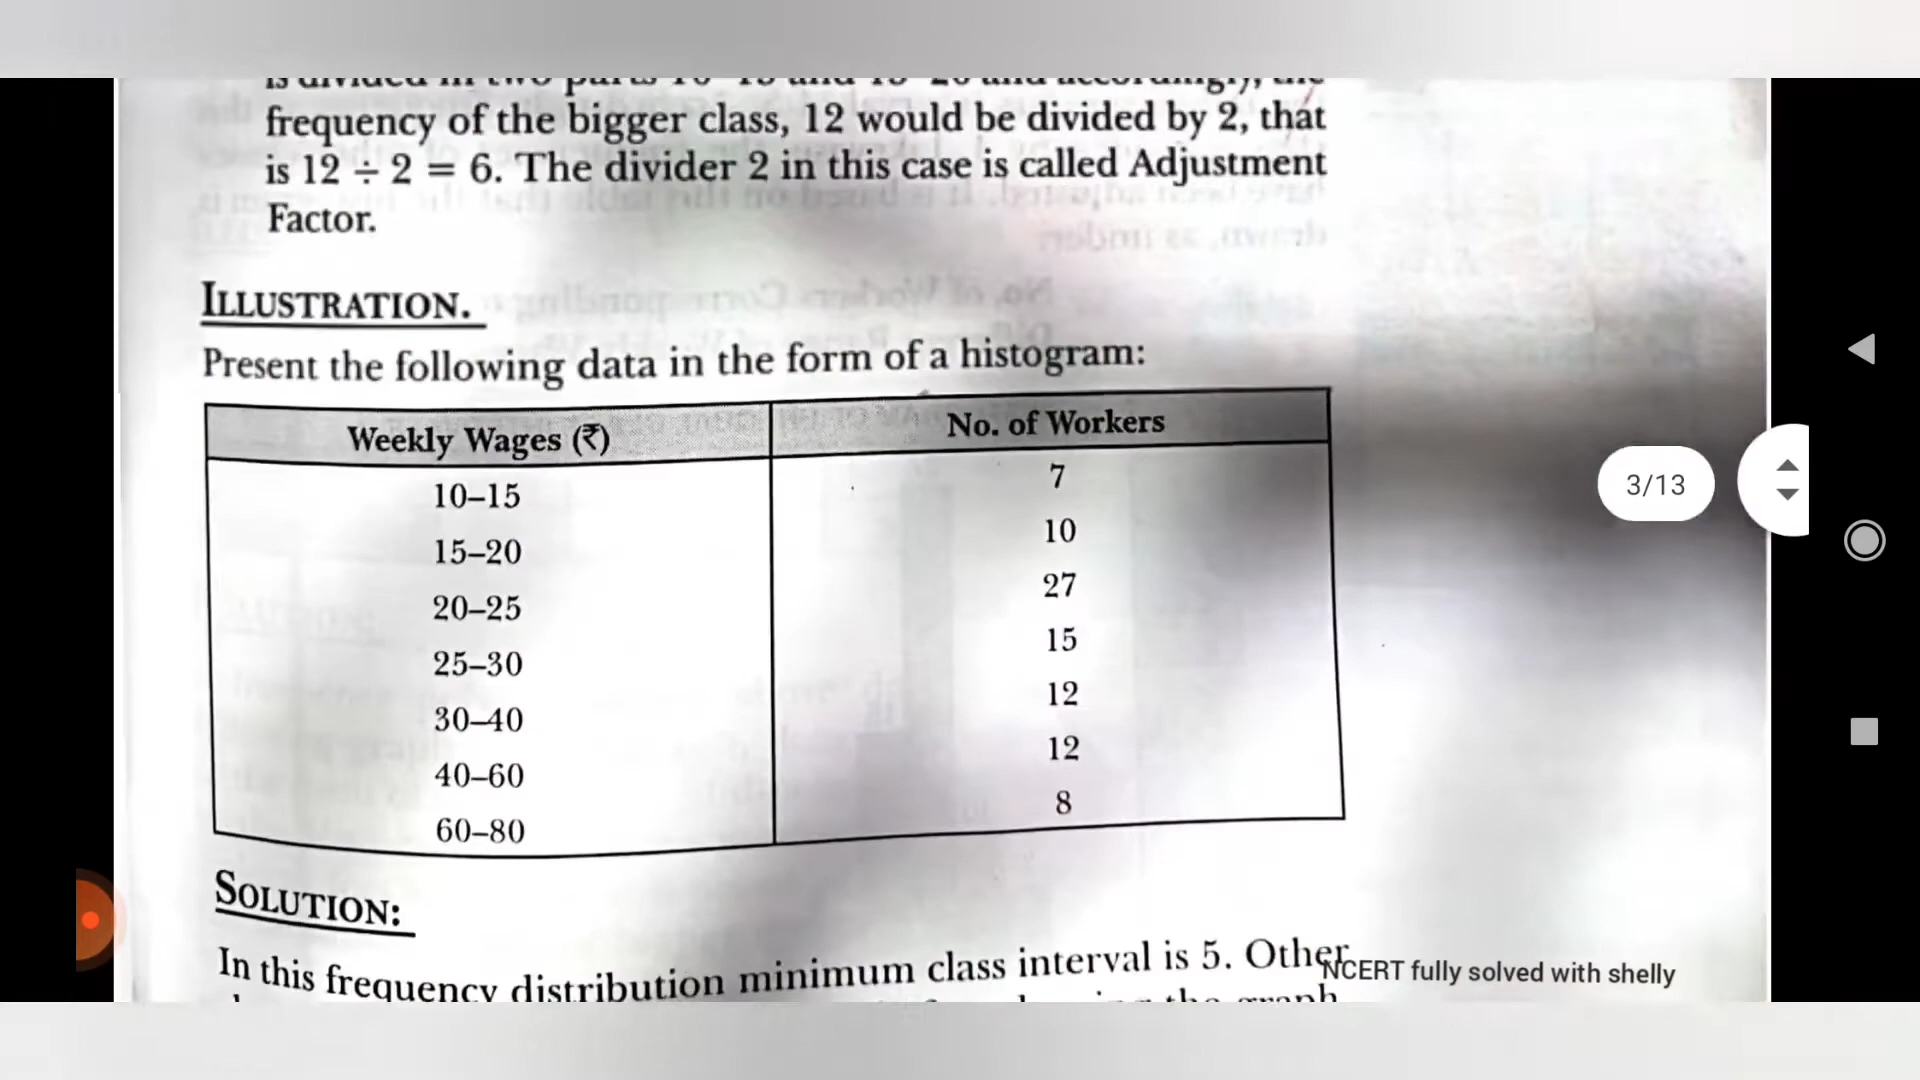 frequency of the bigger class, 12 would be divided by 2, that
is 12 ÷ 2 = 6. The divider 2 in this case is called Adjustment
Factor.
ILLUSTRATION.
Present the following data in the form of a histogram:
Weekly Wages (₹) No. of Workers
10–15 7
15–20 10
20–25 27
25–30 15
30–40 12
40–60 12
60–80 8
3/13
SOLUTION:
In this frequency distribution minimum class interval is 5. Other
NCERT fully solved with shelly